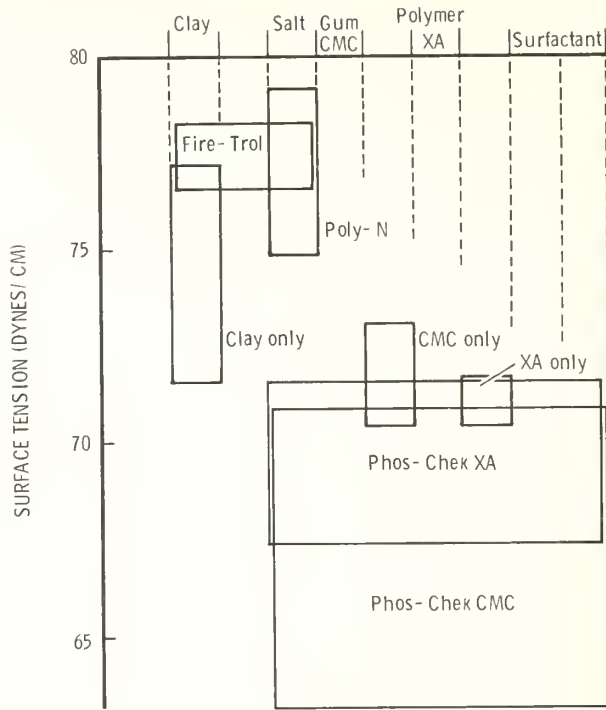 Clay
Salt
Gum
CMC
Polymer
XA
Surfactant
80
75
70
65
SURFACE TENSION (DYNES/ CM)
Fire- Trol
Poly- N
Clay only
CMC only
XA only
Phos- Chek XA
Phos- Chek CMC